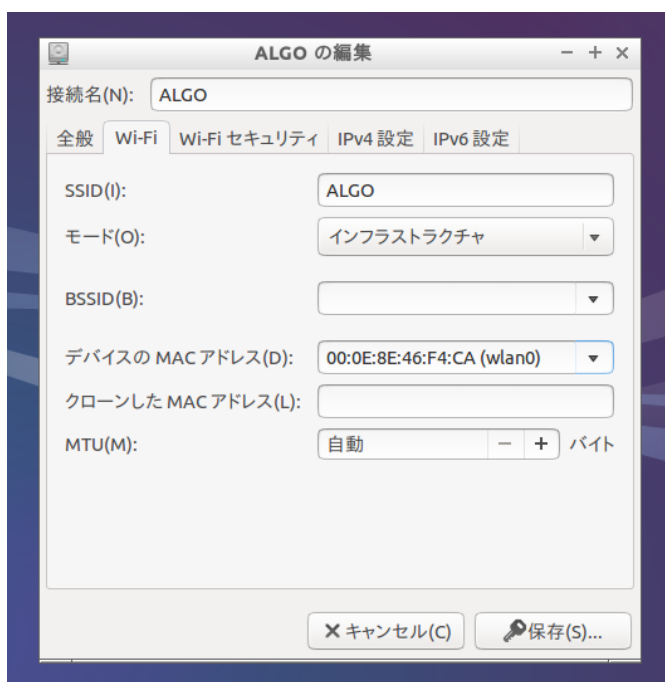 ALGO の編集
接続名(N): ALGO
全般 Wi-Fi Wi-Fi セキュリティ IPv4 設定 IPv6 設定
SSID(I): ALGO
モード(O): インフラストラクチャ
BSSID(B):
デバイスの MAC アドレス(D): 00:0E:8E:46:F4:CA (wlan0)
クローンした MAC アドレス(L):
MTU(M): 自動 バイト
キャンセル(C) 保存(S)...